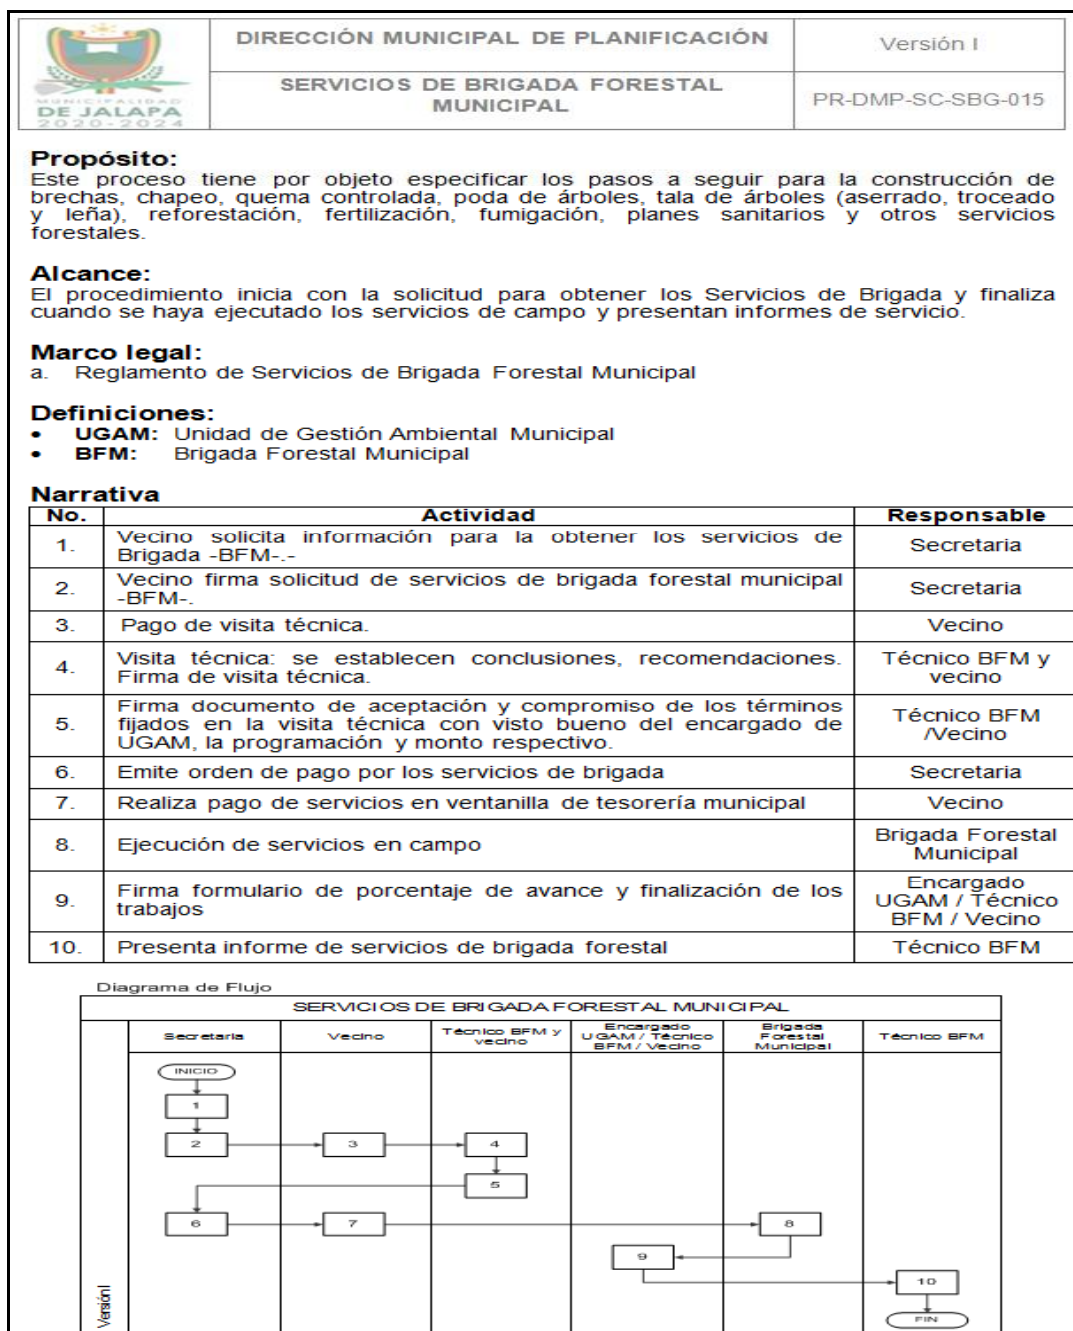 MUNICIPALIDAD
DE JALAPA
2020-2024
DIRECCIÓN MUNICIPAL DE PLANIFICACIÓN
Versión I
SERVICIOS DE BRIGADA FORESTAL
MUNICIPAL
PR-DMP-SC-SBG-015
Propósito:
Este proceso tiene por objeto especificar los pasos a seguir para la construcción de
brechas, chapeo, quema controlada, poda de árboles, tala de árboles (aserrado, troceado
y leña), reforestación, fertilización, fumigación, planes sanitarios y otros servicios
forestales.
Alcance:
El procedimiento inicia con la solicitud para obtener los Servicios de Brigada y finaliza
cuando se haya ejecutado los servicios de campo y presentan informes de servicio.
Marco legal:
a. Reglamento de Servicios de Brigada Forestal Municipal
Definiciones:
• UGAM: Unidad de Gestión Ambiental Municipal
• BFM: Brigada Forestal Municipal
Narrativa
No. Actividad Responsable
1. Vecino solicita información para la obtener los servicios de
Brigada -BFM-.-
Secretaria
2. Vecino firma solicitud de servicios de brigada forestal municipal
-BFM-.
Secretaria
3. Pago de visita técnica. Vecino
4. Visita técnica: se establecen conclusiones, recomendaciones.
Firma de visita técnica.
Técnico BFM y
vecino
5. Firma documento de aceptación y compromiso de los términos
fijados en la visita técnica con visto bueno del encargado de
UGAM, la programación y monto respectivo.
Técnico BFM
/Vecino
6. Emite orden de pago por los servicios de brigada Secretaria
7. Realiza pago de servicios en ventanilla de tesorería municipal Vecino
8. Ejecución de servicios en campo
Brigada Forestal
Municipal
9. Firma formulario de porcentaje de avance y finalización de los
trabajos
Encargado
UGAM / Técnico
BFM / Vecino
10. Presenta informe de servicios de brigada forestal Técnico BFM
Diagrama de Flujo
SERVICIOS DE BRIGADA FORESTAL MUNICIPAL
Secretaria
Vecino
Técnico BFM y
vecino
Encargado
UGAM / Técnico
BFM / Vecino
Brigada
Forestal
Municipal
Técnico BFM
INICIO
1
2
3
4
5
6
7
8
9
10
FIN
Versión I